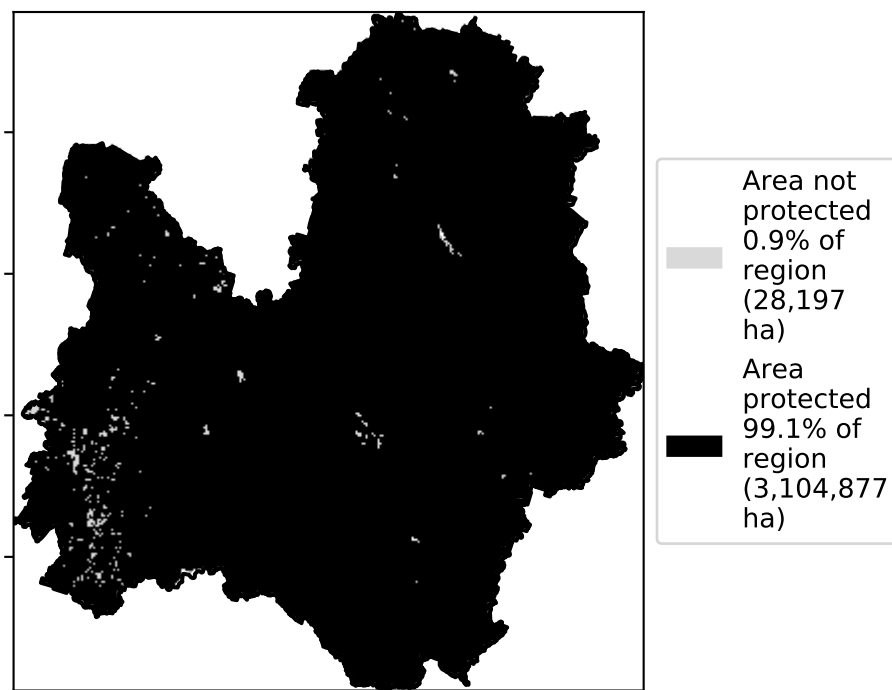 Area not
protected
0.9% of
region
(28,197
ha)
Area
protected
99.1% of
region
(3,104,877
ha)